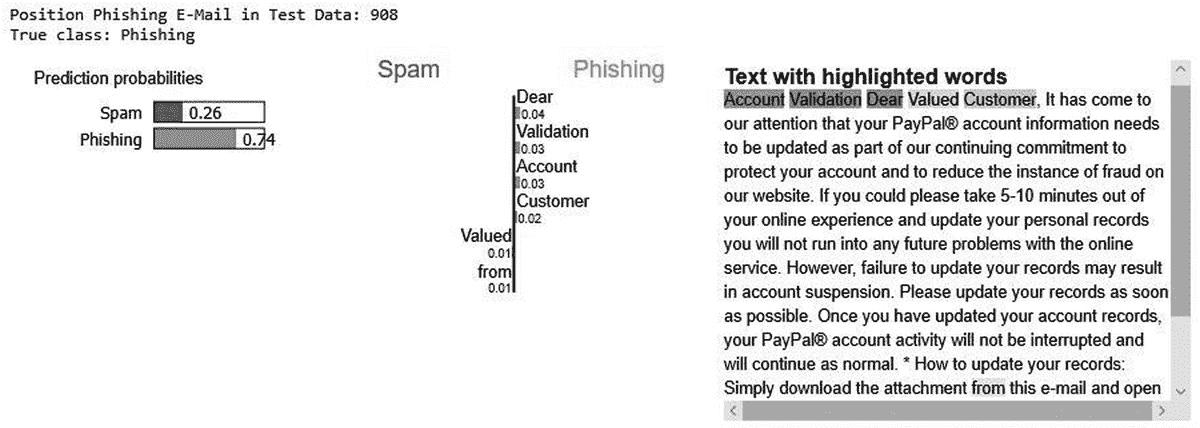 Position Phishing E-Mail in Test Data: 908
True class: Phishing
Prediction probabilities
Spam 0.26
Phishing 0.74
Spam Phishing
Dear
0.04
Validation
0.03
Account
0.03
Customer
0.02
Valued
0.01
from
0.01
Text with highlighted words
Account Validation Dear Valued Customer, It has come to
our attention that your PayPal® account information needs
to be updated as part of our continuing commitment to
protect your account and to reduce the instance of fraud on
our website. If you could please take 5-10 minutes out of
your online experience and update your personal records
you will not run into any future problems with the online
service. However, failure to update your records may result
in account suspension. Please update your records as soon
as possible. Once you have updated your account records,
your PayPal® account activity will not be interrupted and
will continue as normal. * How to update your records:
Simply download the attachment from this e-mail and open